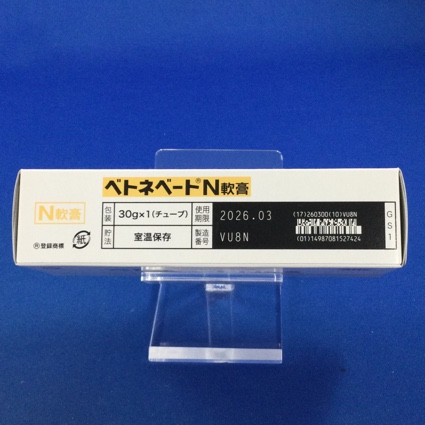 ベトネベード®N軟膏
N軟膏
®登録商標
紙
包装 30g×1(チューブ)
貯法 室温保存
使用期限 2026.03
製造番号 VU8N
(17)260300(10)VU8N
(01)14987081527424
GS1